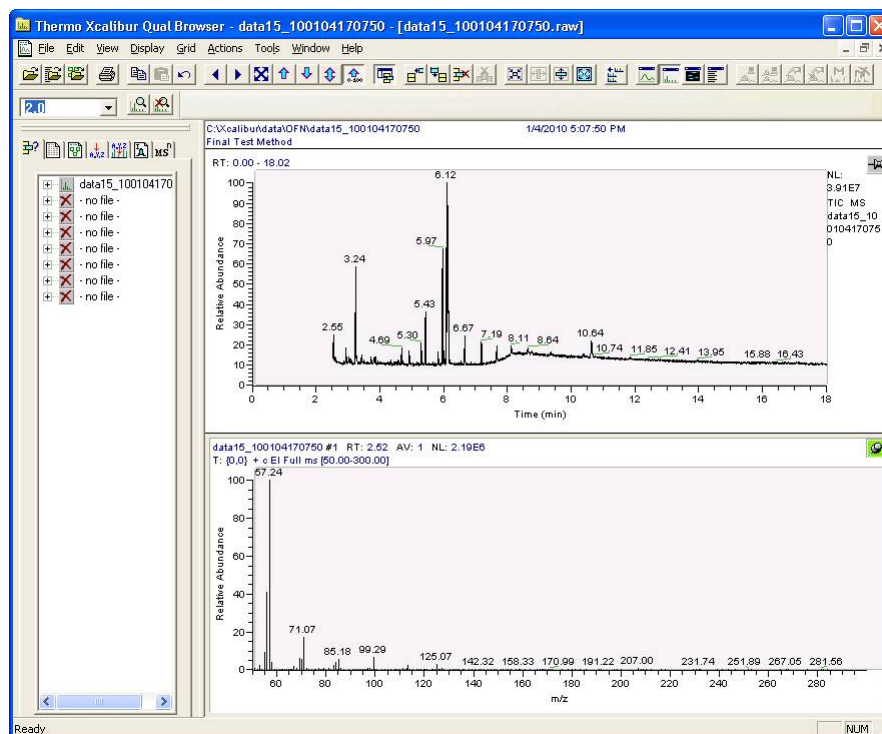 Thermo Xcalibur Qual Browser - data15_100104170750 - [data15_100104170750.raw]
File Edit View Display Grid Actions Tools Window Help
2.0
data15_100104170
- no file -
- no file -
- no file -
- no file -
- no file -
- no file -
- no file -
C:\Xcalibur\data\OFN\data15_100104170750 1/4/2010 5:07:50 PM
Final Test Method
RT: 0.00 - 18.02
NL:
3.91E7
TIC MS
data15_10
010417075
0
Relative Abundance
100
90
80
70
60
50
40
30
20
10
0
2.55
3.24
4.69
5.30
5.43
5.97
6.12
6.67
7.19
8.11
8.64
10.64
10.74
11.85
12.41
13.95
15.88
16.43
0 2 4 6 8 10 12 14 16 18
Time (min)
data15_100104170750 #1 RT: 2.52 AV: 1 NL: 2.19E6
T: {0,0} + c EI Full ms [50.00-300.00]
Relative Abundance
100
80
60
40
20
0
57.24
71.07
85.18
99.29
125.07
142.32
158.33
170.99
191.22
207.00
231.74
251.89
267.05
281.56
60 80 100 120 140 160 180 200 220 240 260 280
m/z
Ready NUM